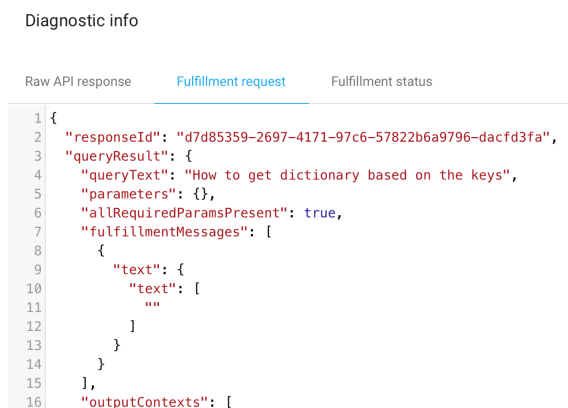 Diagnostic info
Raw API response Fulfillment request Fulfillment status
1 {
2 "responseId": "d7d85359-2697-4171-97c6-57822b6a9796-dacfd3fa",
3 "queryResult": {
4 "queryText": "How to get dictionary based on the keys",
5 "parameters": {},
6 "allRequiredParamsPresent": true,
7 "fulfillmentMessages": [
8 {
9 "text": {
10 "text": [
11 ""
12 ]
13 }
14 }
15 ],
16 "outputContexts": [